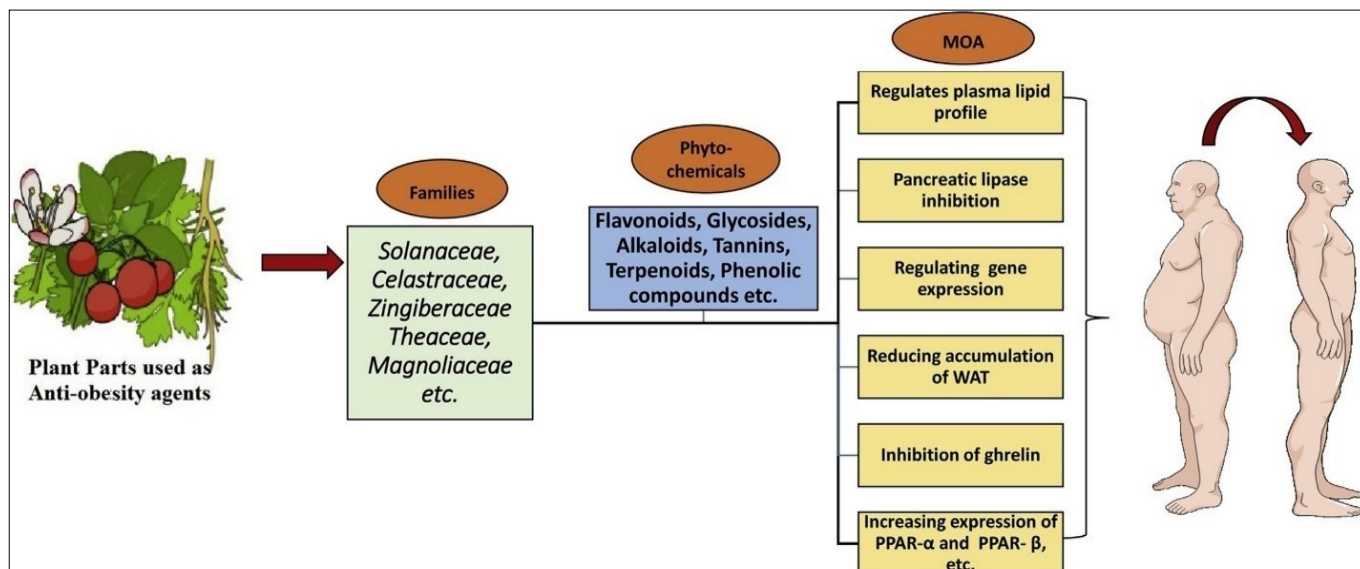 Plant Parts used as
Anti-obesity agents
Families
Solanaceae,
Celastraceae,
Zingiberaceae
Theaceae,
Magnoliaceae
etc.
Phyto-
chemicals
Flavonoids, Glycosides,
Alkaloids, Tannins,
Terpenoids, Phenolic
compounds etc.
MOA
Regulates plasma lipid
profile
Pancreatic lipase
inhibition
Regulating gene
expression
Reducing accumulation
of WAT
Inhibition of ghrelin
Increasing expression of
PPAR-α and PPAR- β,
etc.